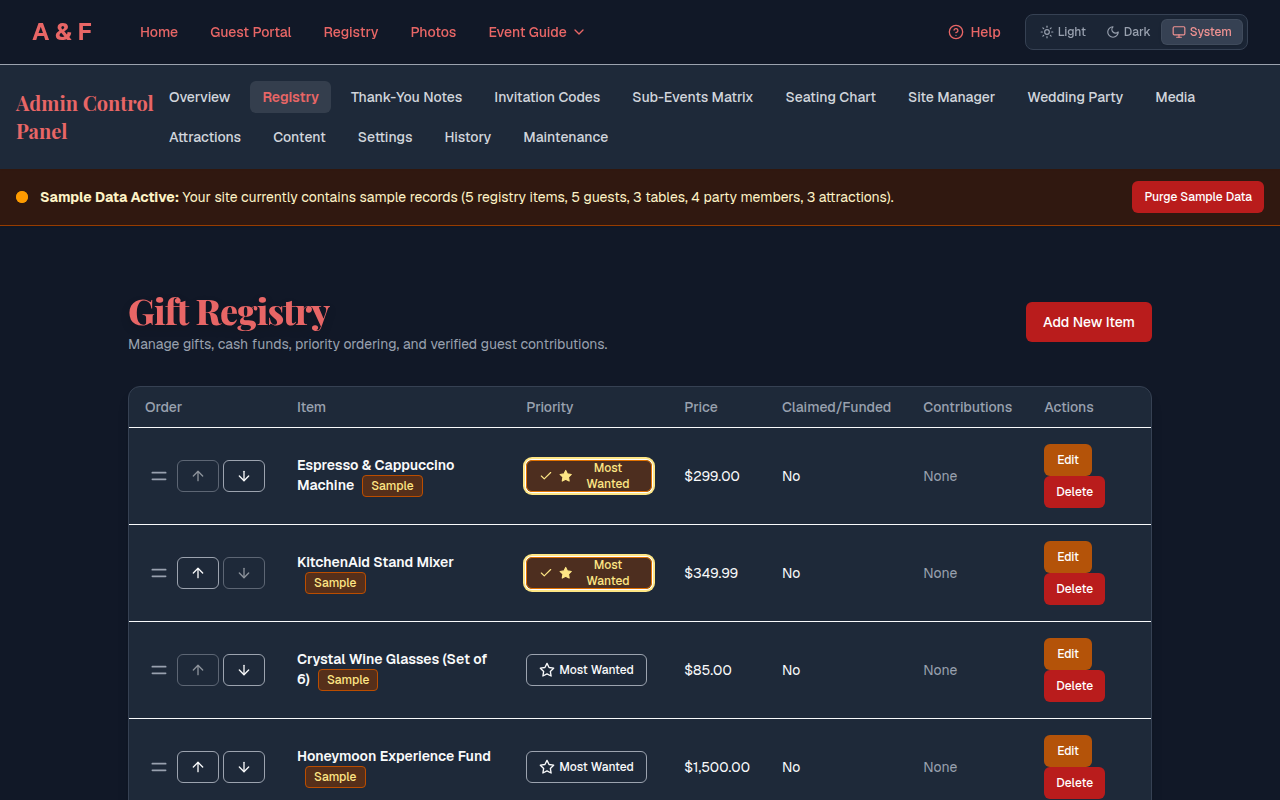 A & F
Home
Guest Portal
Registry
Photos
Event Guide
Help
Light
Dark
System
Admin Control
Panel
Overview
Registry
Thank-You Notes
Invitation Codes
Sub-Events Matrix
Seating Chart
Site Manager
Wedding Party
Media
Attractions
Content
Settings
History
Maintenance
Sample Data Active: Your site currently contains sample records (5 registry items, 5 guests, 3 tables, 4 party members, 3 attractions).
Purge Sample Data
Gift Registry
Manage gifts, cash funds, priority ordering, and verified guest contributions.
Add New Item
Order
Item
Priority
Price
Claimed/Funded
Contributions
Actions
Espresso & Cappuccino
Machine
Sample
Most
Wanted
$299.00
No
None
Edit
Delete
KitchenAid Stand Mixer
Sample
Most
Wanted
$349.99
No
None
Edit
Delete
Crystal Wine Glasses (Set of
6)
Sample
Most Wanted
$85.00
No
None
Edit
Delete
Honeymoon Experience Fund
Sample
Most Wanted
$1,500.00
No
None
Edit
Delete